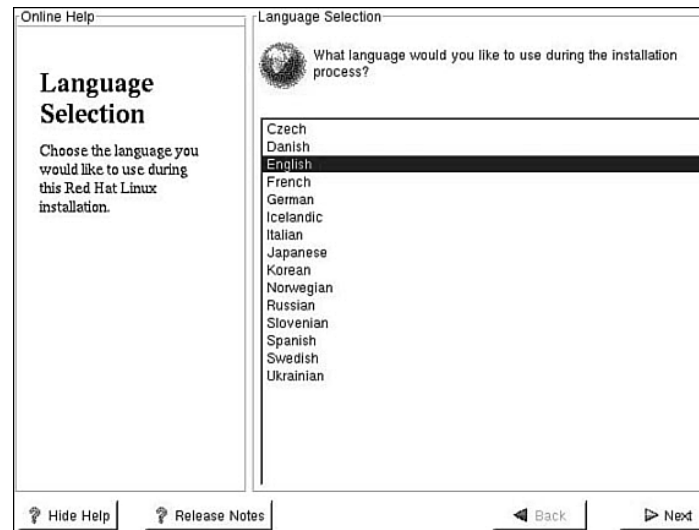 Online Help
Language
Selection
Choose the language you
would like to use during
this Red Hat Linux
installation.
Language Selection
What language would you like to use during the installation
process?
Czech
Danish
English
French
German
Icelandic
Italian
Japanese
Korean
Norwegian
Russian
Slovenian
Spanish
Swedish
Ukrainian
Hide Help
Release Notes
Back
Next